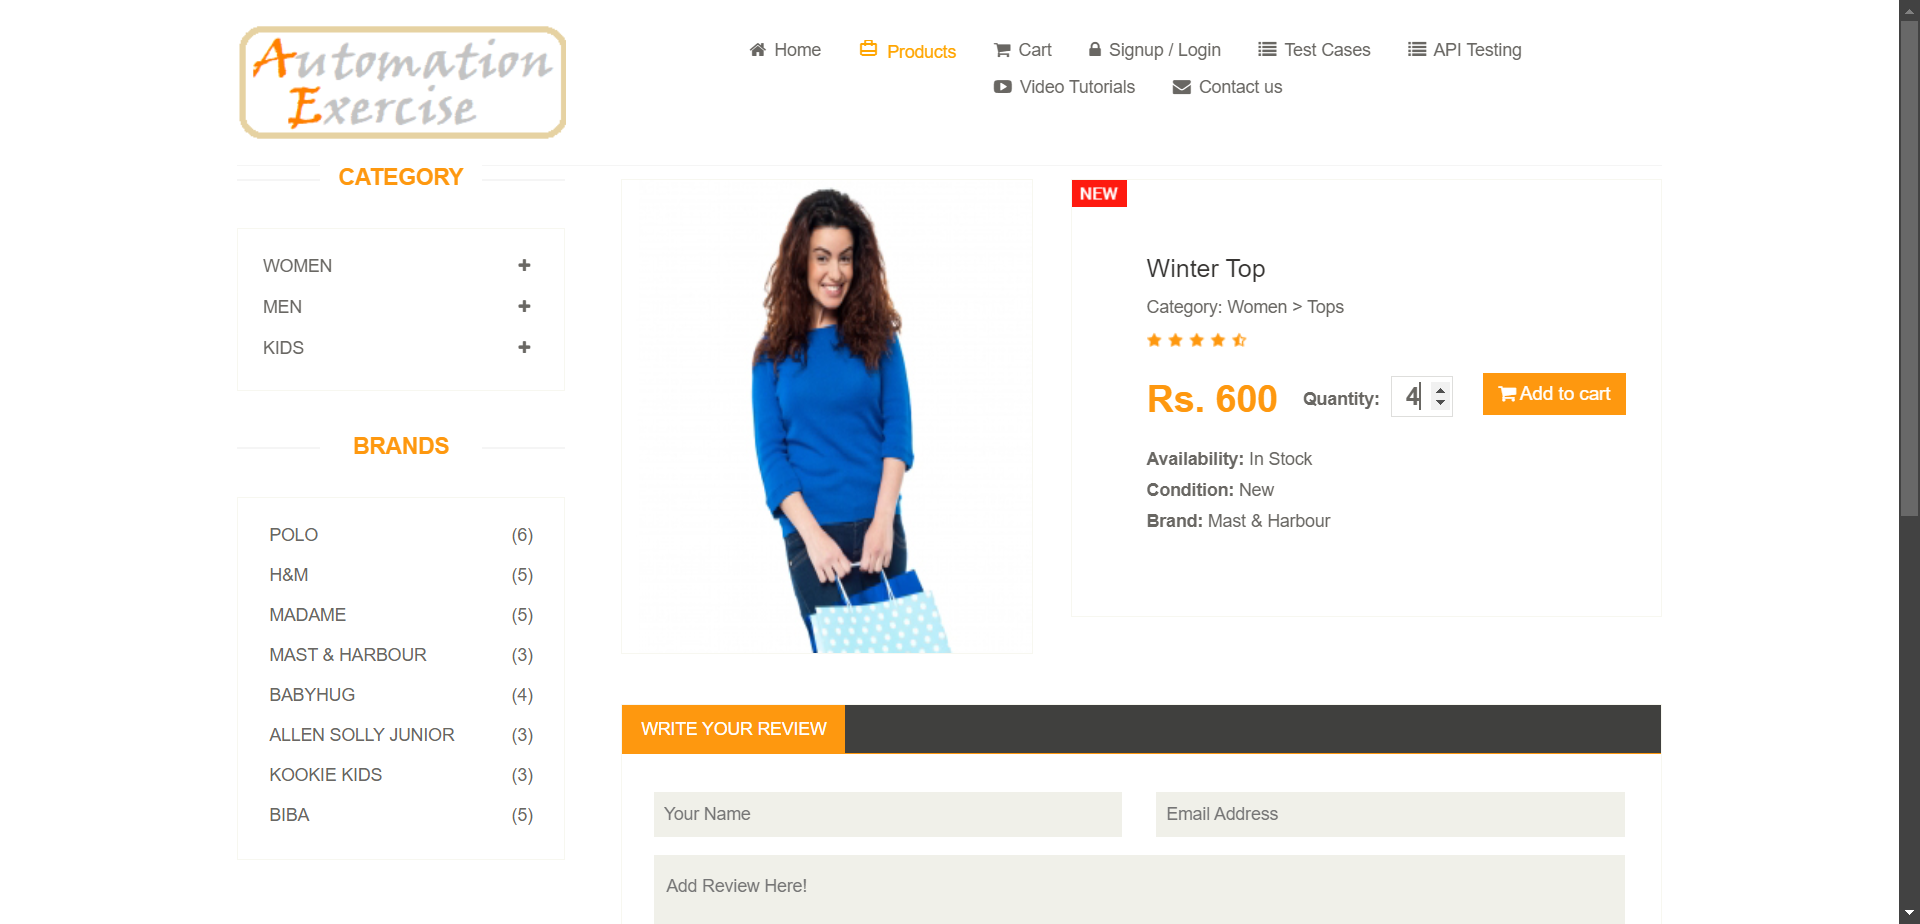 Automation
Exercise
Home
Products
Cart
Signup / Login
Test Cases
API Testing
Video Tutorials
Contact us
CATEGORY
WOMEN
MEN
KIDS
BRANDS
POLO (6)
H&M (5)
MADAME (5)
MAST & HARBOUR (3)
BABYHUG (4)
ALLEN SOLLY JUNIOR (3)
KOOKIE KIDS (3)
BIBA (5)
NEW
Winter Top
Category: Women > Tops
Rs. 600 Quantity: 4 Add to cart
Availability: In Stock
Condition: New
Brand: Mast & Harbour
WRITE YOUR REVIEW
Your Name
Email Address
Add Review Here!